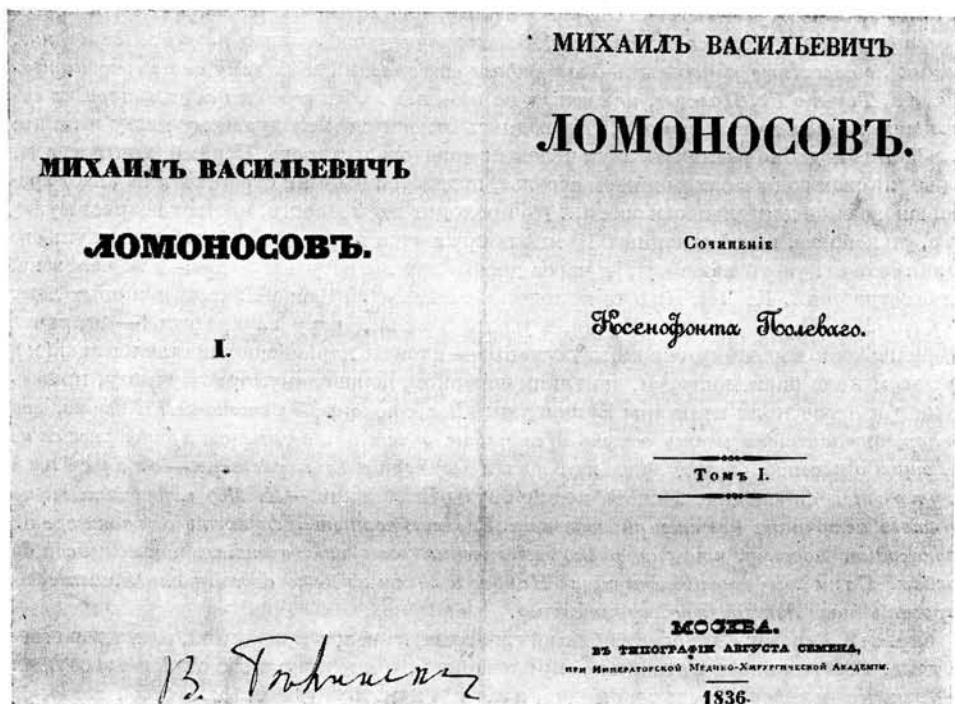 МИХАИЛЪ ВАСИЛЬЕВИЧЪ
ЛОМОНОСОВЪ.
I.
В. Бѣлинскій
МИХАИЛЪ ВАСИЛЬЕВИЧЪ
ЛОМОНОСОВЪ.
Сочиненіе
Ксенофонта Полеваго.
Томъ I.
МОСКВА.
ВЪ ТИПОГРАФІИ АВГУСТА СЕМЕНА,
ПРИ ИМПЕРАТОРСКОЙ МЕДИКО-ХИРУРГИЧЕСКОЙ АКАДЕМІИ.
1836.